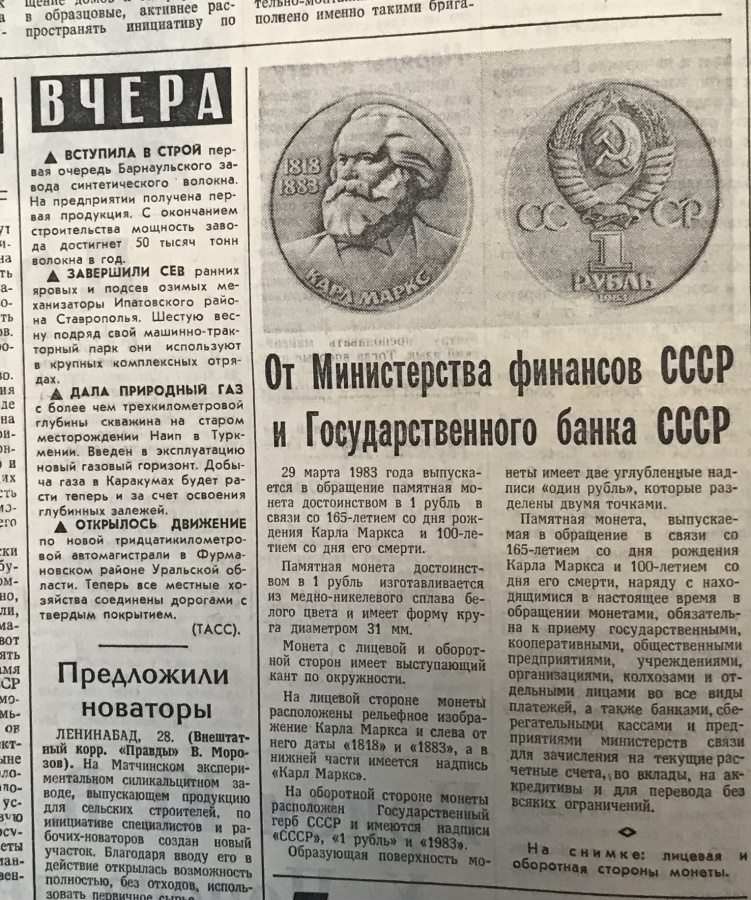 щение домов и
в образцовые, активнее рас-
пространять инициативу по
тельно-монта
полнено именно такими брига-
ВЧЕРА
▲ ВСТУПИЛА В СТРОЙ пер-
вая очередь Барнаульского за-
вода синтетического волокна.
На предприятии получена пер-
вая продукция. С окончанием
строительства мощность заво-
да достигнет 50 тысяч тонн
волокна в год.
▲ ЗАВЕРШИЛИ СЕВ ранних
яровых и подсев озимых ме-
ханизаторы Ипатовского райо-
на Ставрополья. Шестую вес-
ну подряд свой машинно-трак-
торный парк они используют
в крупных комплексных отря-
дах.
▲ ДАЛА ПРИРОДНЫЙ ГАЗ
с более чем трехкилометровой
глубины скважина на старом
месторождении Наип в Турк-
мении. Введен в эксплуатацию
новый газовый горизонт. Добы-
ча газа в Каракумах будет ра-
сти теперь и за счет освоения
глубинных залежей.
▲ ОТКРЫЛОСЬ ДВИЖЕНИЕ
по новой тридцатикилометро-
вой автомагистрали в Фурма-
новском районе Уральской об-
ласти. Теперь все местные хо-
зяйства соединены дорогами с
твердым покрытием.
(ТАСС).
Предложили
новаторы
ЛЕНИНАБАД, 28. (Внештат-
ный корр. «Правды» В. Моро-
зов). На Матчинском экспери-
ментальном силикальцитном за-
воде, выпускающем продукцию
для сельских строителей, по
инициативе специалистов и ра-
бочих-новаторов создан новый
участок. Благодаря вводу его в
действие открылась возможность
полностью, без отходов, исполь-
зовать первичное сырье
1818
1883
КАРЛ МАРКС
СС СР
1
РУБЛЬ
1983
От Министерства финансов СССР
и Государственного банка СССР
29 марта 1983 года выпуска-
ется в обращение памятная мо-
нета достоинством в 1 рубль в
связи со 165-летием со дня рож-
дения Карла Маркса и 100-ле-
тием со дня его смерти.
Памятная монета достоинст-
вом в 1 рубль изготавливается
из медно-никелевого сплава бе-
лого цвета и имеет форму кру-
га диаметром 31 мм.
Монета с лицевой и оборот-
ной сторон имеет выступающий
кант по окружности.
На лицевой стороне монеты
расположены рельефное изобра-
жение Карла Маркса и слева от
него даты «1818» и «1883», а в
нижней части имеется надпись
«Карл Маркс».
На оборотной стороне монеты
расположен Государственный
герб СССР и имеются надписи
«СССР», «1 рубль» и «1983».
Образующая поверхность мо-
неты имеет две углубленные над-
писи «один рубль», которые раз-
делены двумя точками.
Памятная монета, выпускае-
мая в обращение в связи со
165-летием со дня рождения
Карла Маркса и 100-летием со
дня его смерти, наряду с нахо-
дящимися в настоящее время в
обращении монетами, обязатель-
на к приему государственными,
кооперативными, общественными
предприятиями, учреждениями,
организациями, колхозами и от-
дельными лицами во все виды
платежей, а также банками, сбе-
регательными кассами и пред-
приятиями министерств связи
для зачисления на текущие рас-
четные счета, во вклады, на ак-
кредитивы и для перевода без
всяких ограничений.
На снимке: лицевая и
оборотная стороны монеты.